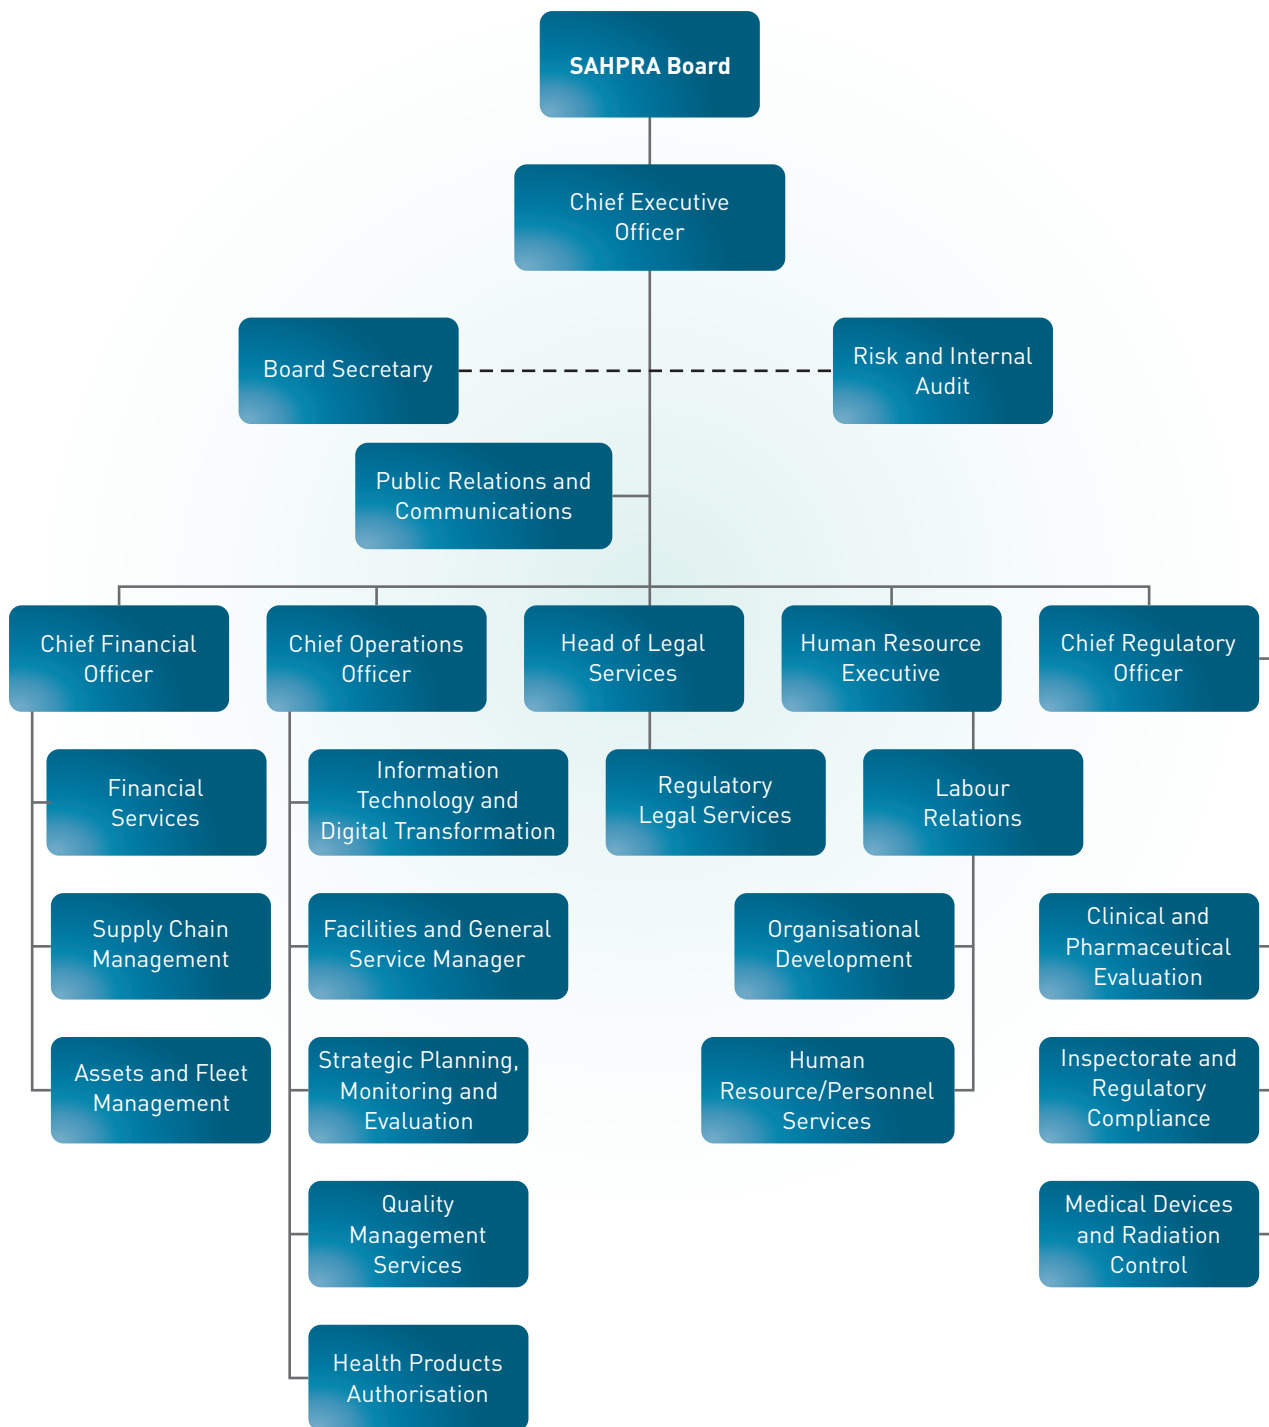 SAHPRA Board
Chief Executive
Officer
Board Secretary
Risk and Internal
Audit
Public Relations and
Communications
Chief Financial
Officer
Chief Operations
Officer
Head of Legal
Services
Human Resource
Executive
Chief Regulatory
Officer
Financial
Services
Information
Technology and
Digital Transformation
Regulatory
Legal Services
Labour
Relations
Supply Chain
Management
Facilities and General
Service Manager
Organisational
Development
Clinical and
Pharmaceutical
Evaluation
Assets and Fleet
Management
Strategic Planning,
Monitoring and
Evaluation
Human
Resource/Personnel
Services
Inspectorate and
Regulatory
Compliance
Quality
Management
Services
Medical Devices
and Radiation
Control
Health Products
Authorisation